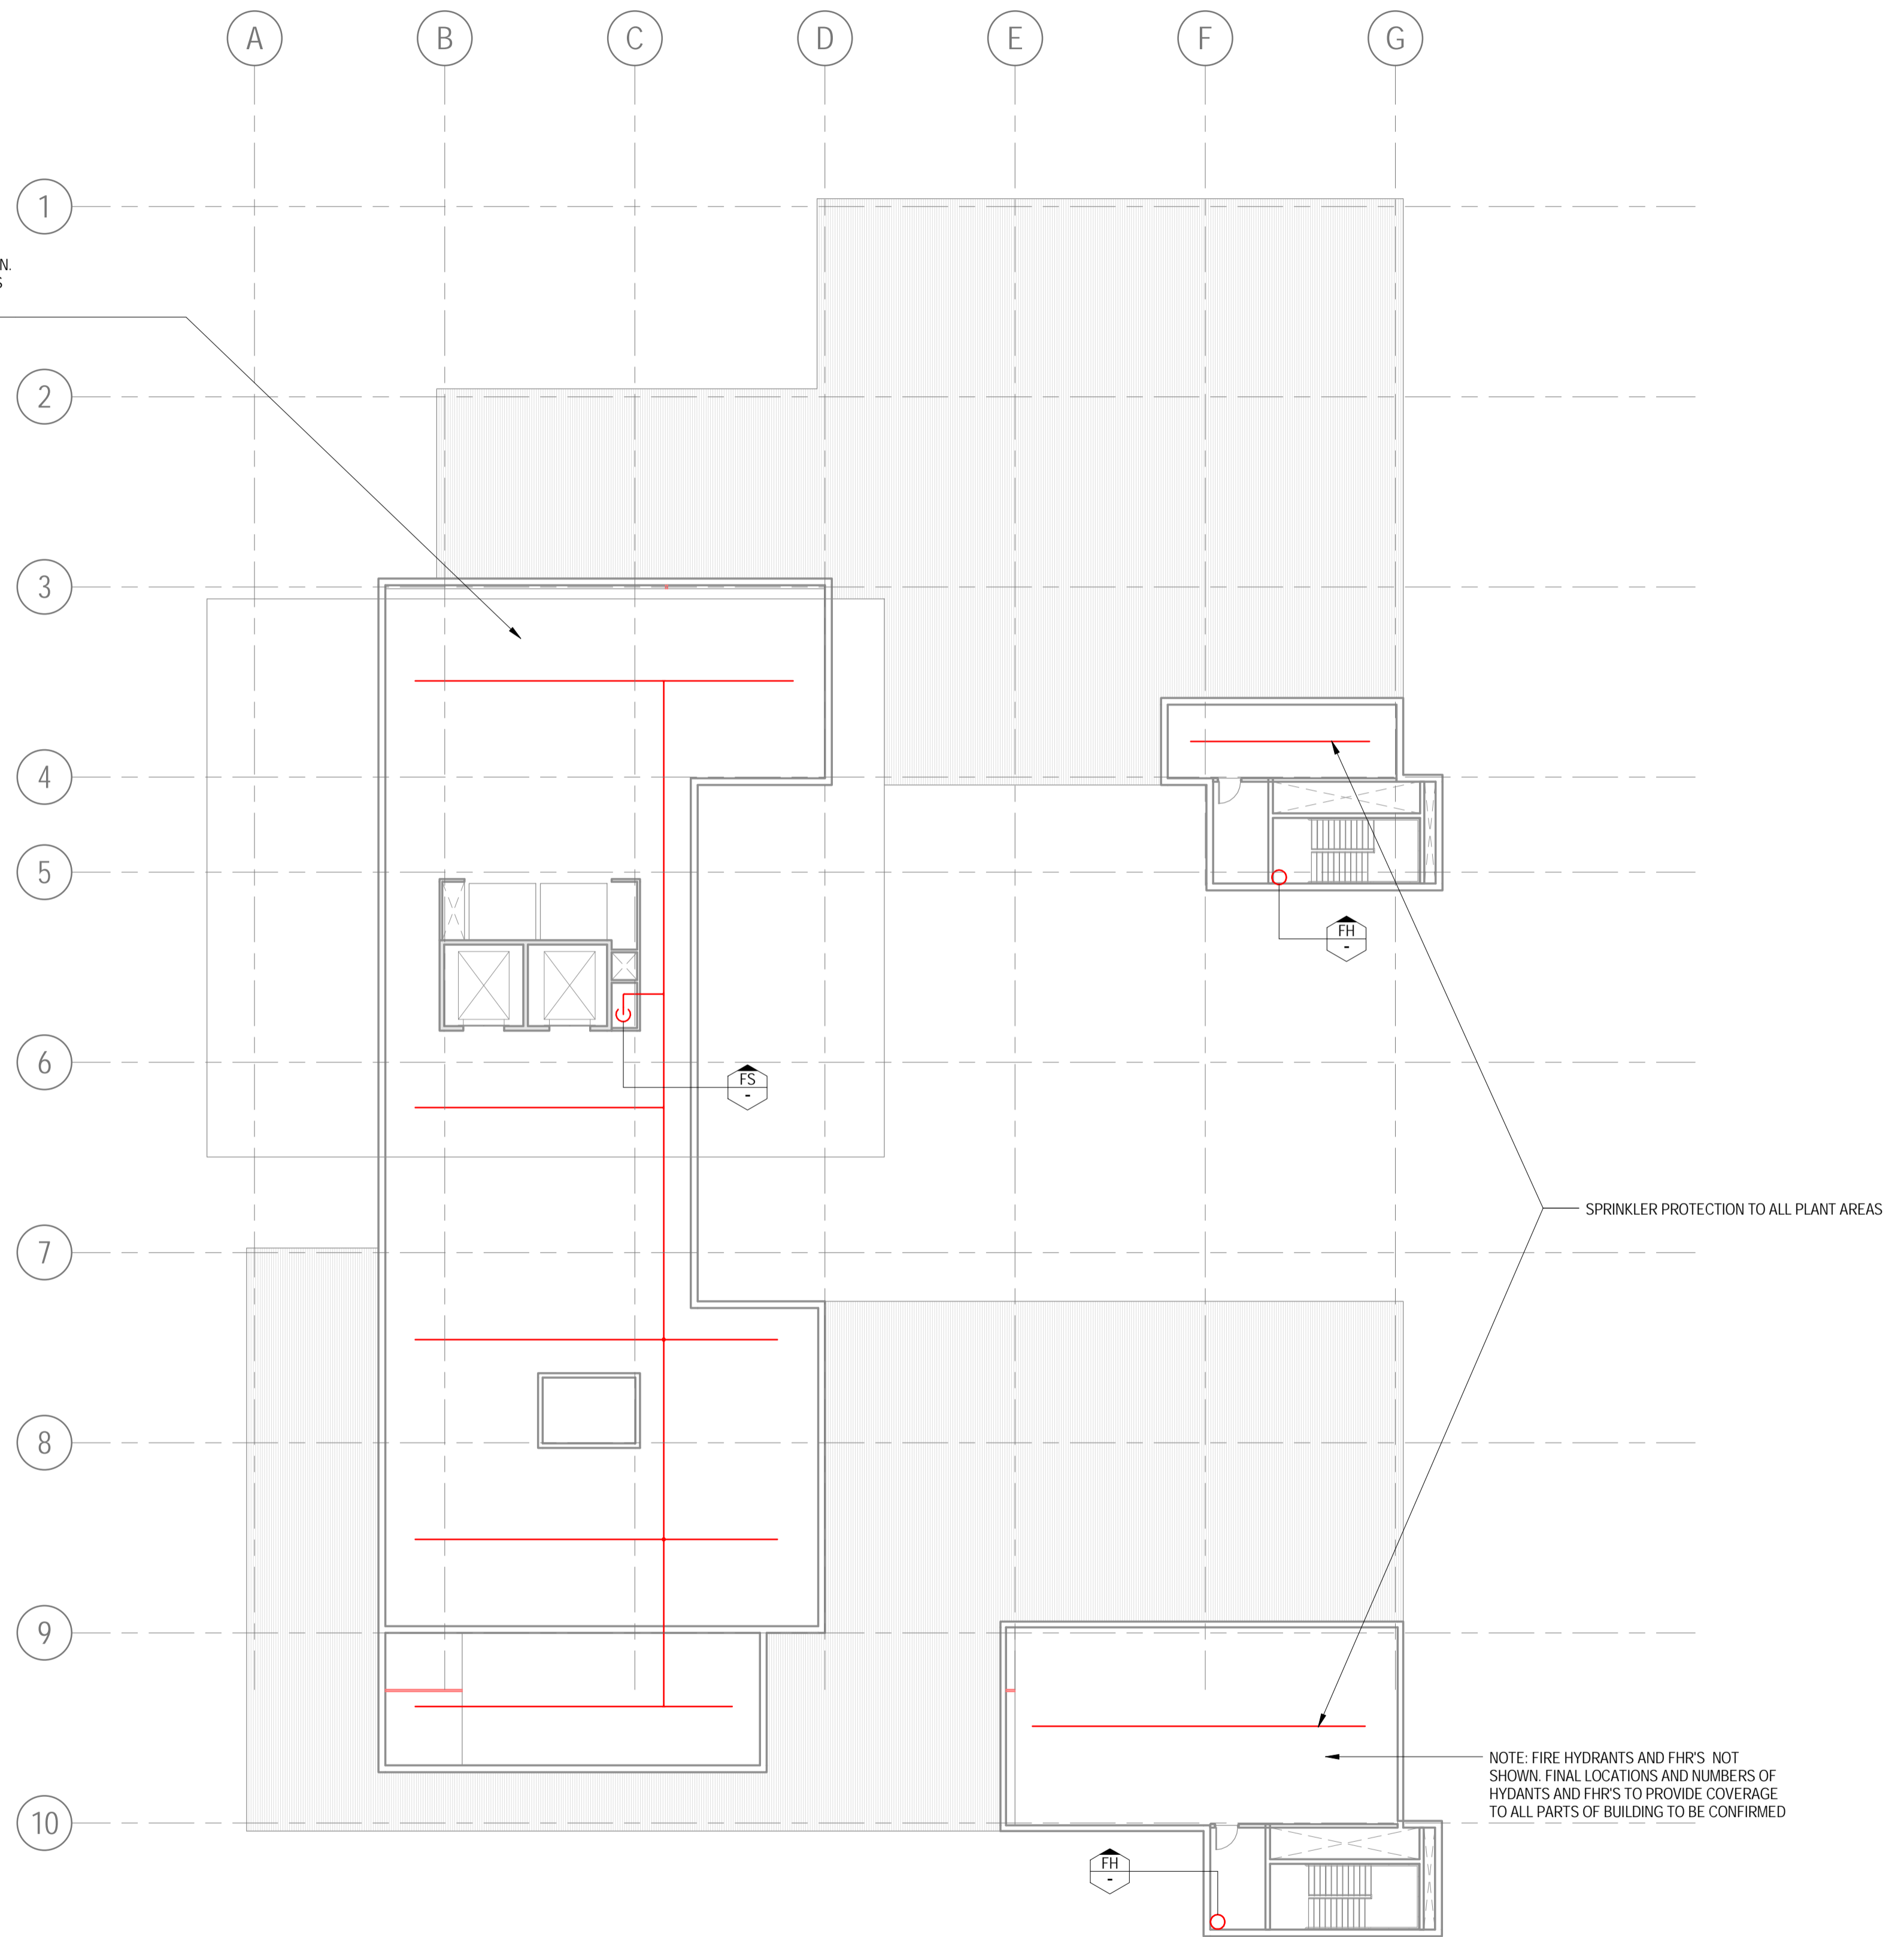 A B C D E F G
1
N.
S
2
3
4
5
FH
-
6
FS
-
SPRINKLER PROTECTION TO ALL PLANT AREAS
7
8
9
NOTE: FIRE HYDRANTS AND FHR'S NOT
SHOWN. FINAL LOCATIONS AND NUMBERS OF
HYDANTS AND FHR'S TO PROVIDE COVERAGE
TO ALL PARTS OF BUILDING TO BE CONFIRMED
10
FH
-